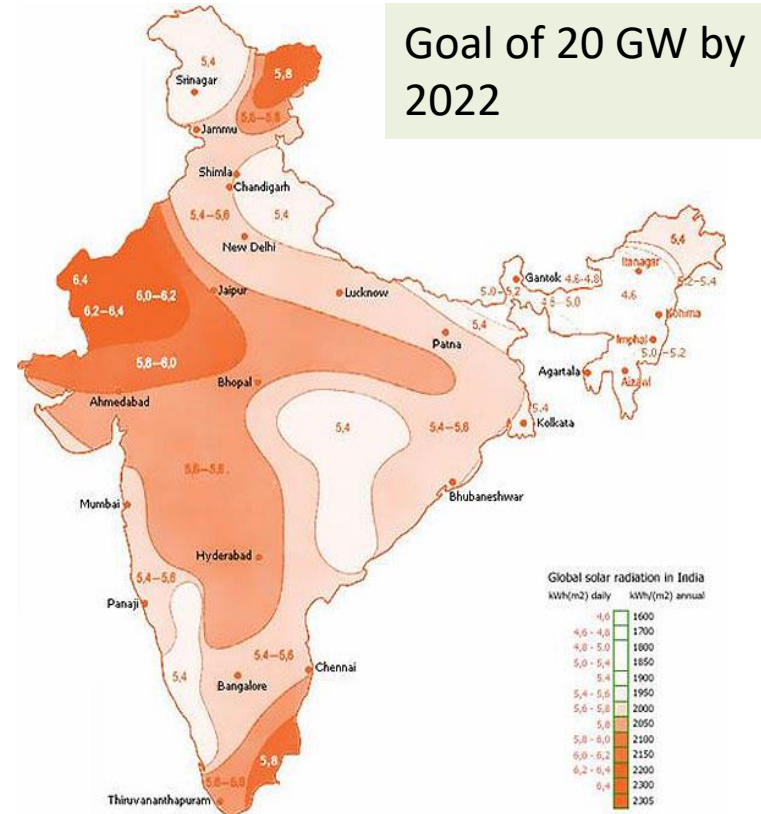 Goal of 20 GW by
2022
5,4
Srinagar
5,8
5,6–5,8
Jammu
Shimla
Chandigarh
5,4–5,6
5,4
New Delhi
5,4
Itanagar
Gantok
4,6-4,8
5,2–5,4
5,0–5,2
4,8–5,0
4,6
6,4
6,0–6,2
6,2–6,4
Jaipur
Lucknow
Kohima
5,4
Patna
Imphal
5,0–5,2
5,8–6,0
Bhopal
Agartala
Aizawl
Ahmedabad
5,4
Kolkata
5,4
5,4–5,6
Bhubaneshwar
Mumbai
Hyderabad
5,4–5,6
Panaji
5,4
5,4–5,6
Chennai
Bangalore
5,8
Thiruvananthapuram
Global solar radiation in India
kWh(m2) daily kWh/(m2) annual
4,6 1600
4,6 - 4,8 1700
4,8 - 5.0 1800
5,0 - 5,4 1850
5.4 1900
5,4 - 5,6 1950
5,6 - 5,8 2000
5,8 2050
5,8 - 6,0 2100
6,0 - 6,2 2150
6,2 - 6,4 2200
6,4 2300
2305